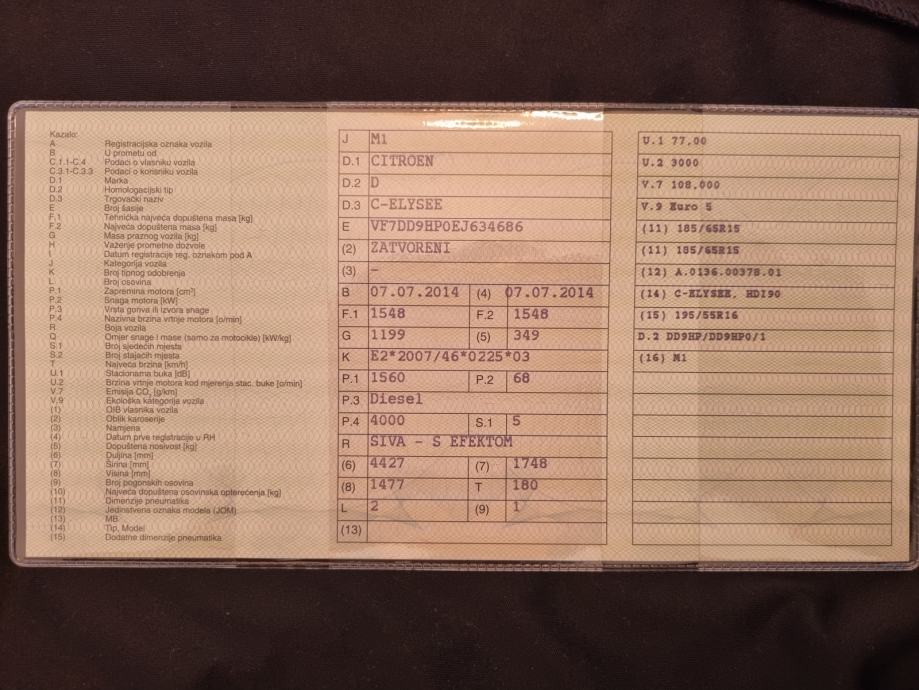 Kazalo:
A Registracijska oznaka vozila
B U prometu od
C.1.1-C.4 Podaci o vlasniku vozila
C.3.1-C.3.3 Podaci o korisniku vozila
D.1 Marka
D.2 Homologacijski tip
D.3 Trgovački naziv
E Broj šasije
F.1 Tehnička najveća dopuštena masa [kg]
F.2 Najveća dopuštena masa [kg]
G Masa praznog vozila [kg]
H Važenje prometne dozvole
I Datum registracije reg. oznakom pod A
J Kategorija vozila
K Broj tipnog odobrenja
L Broj osovina
P.1 Zapremina motora [cm³]
P.2 Snaga motora [kW]
P.3 Vrsta goriva ili izvora snage
P.4 Nazivna brzina vrtnje motora [o/min]
R Boja vozila
Q Omjer snage i mase (samo za motocikle) [kW/kg]
S.1 Broj sjedećih mjesta
S.2 Broj stajaćih mjesta
T Najveća brzina [km/h]
U.1 Stacionarna buka [dB]
U.2 Brzina vrtnje motora kod mjerenja stac. buke [o/min]
V.7 Emisija CO₂ [g/km]
V.9 Ekološka kategorija vozila
(1) OIB vlasnika vozila
(2) Oblik karoserije
(3) Namjena
(4) Datum prve registracije u RH
(5) Dopuštena nosivost [kg]
(6) Duljina [mm]
(7) Širina [mm]
(8) Visina [mm]
(9) Broj pogonskih osovina
(10) Najveća dopuštena osovinska opterećenja [kg]
(11) Dimenzije pneumatika
(12) Jedinstvena oznaka modela (JOM)
(13) MB
(14) Tip, Model
(15) Dodatne dimenzije pneumatika
J M1
D.1 CITROEN
D.2 D
D.3 C-ELYSEE
E VF7DD9HP0EJ634686
(2) ZATVORENI
(3) –
B 07.07.2014 (4) 07.07.2014
F.1 1548 F.2 1548
G 1199 (5) 349
K E2*2007/46*0225*03
P.1 1560 P.2 68
P.3 Diesel
P.4 4000 S.1 5
R SIVA - S EFEKTOM
(6) 4427 (7) 1748
(8) 1477 T 180
L 2 (9) 1
(13)
U.1 77,00
U.2 3000
V.7 108,000
V.9 Euro 5
(11) 185/65R15
(11) 185/65R15
(12) A.0136.00378.01
(14) C-ELYSEE, HDI90
(15) 195/55R16
D.2 DD9HP/DD9HP0/1
(16) M1